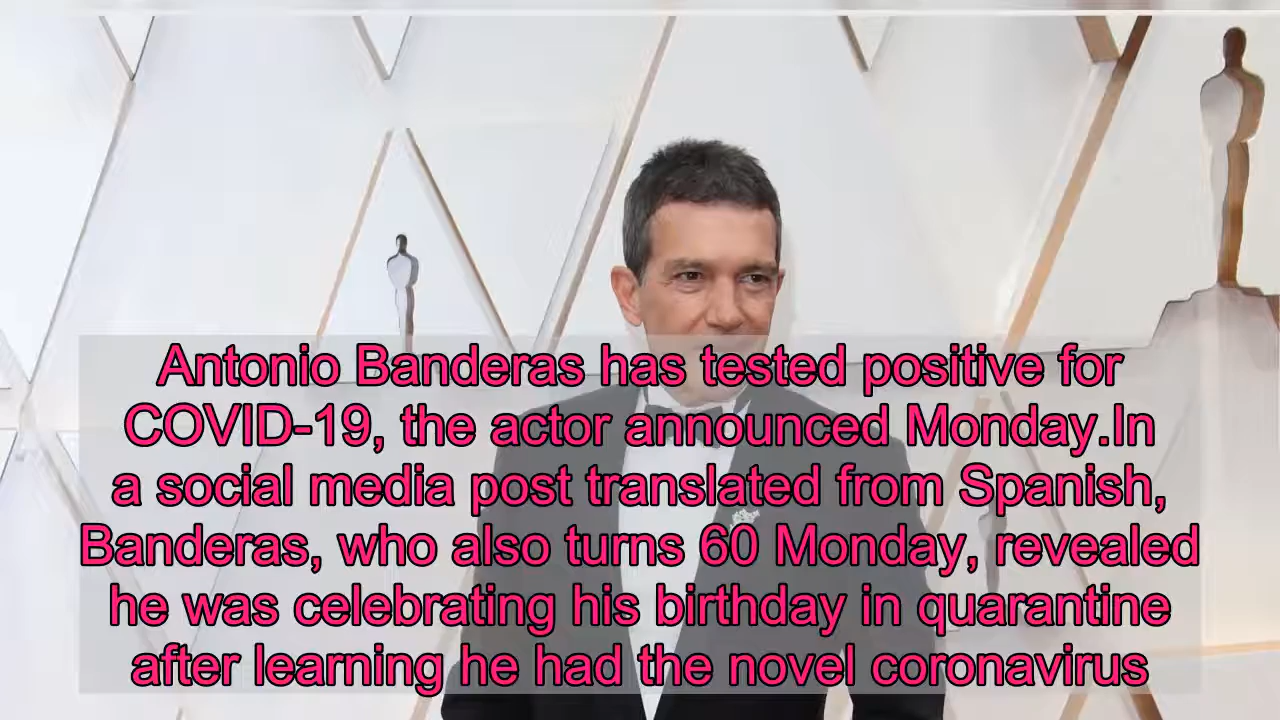 Antonio Banderas has tested positive for
COVID-19, the actor announced Monday.In
a social media post translated from Spanish,
Banderas, who also turns 60 Monday, revealed
he was celebrating his birthday in quarantine
after learning he had the novel coronavirus